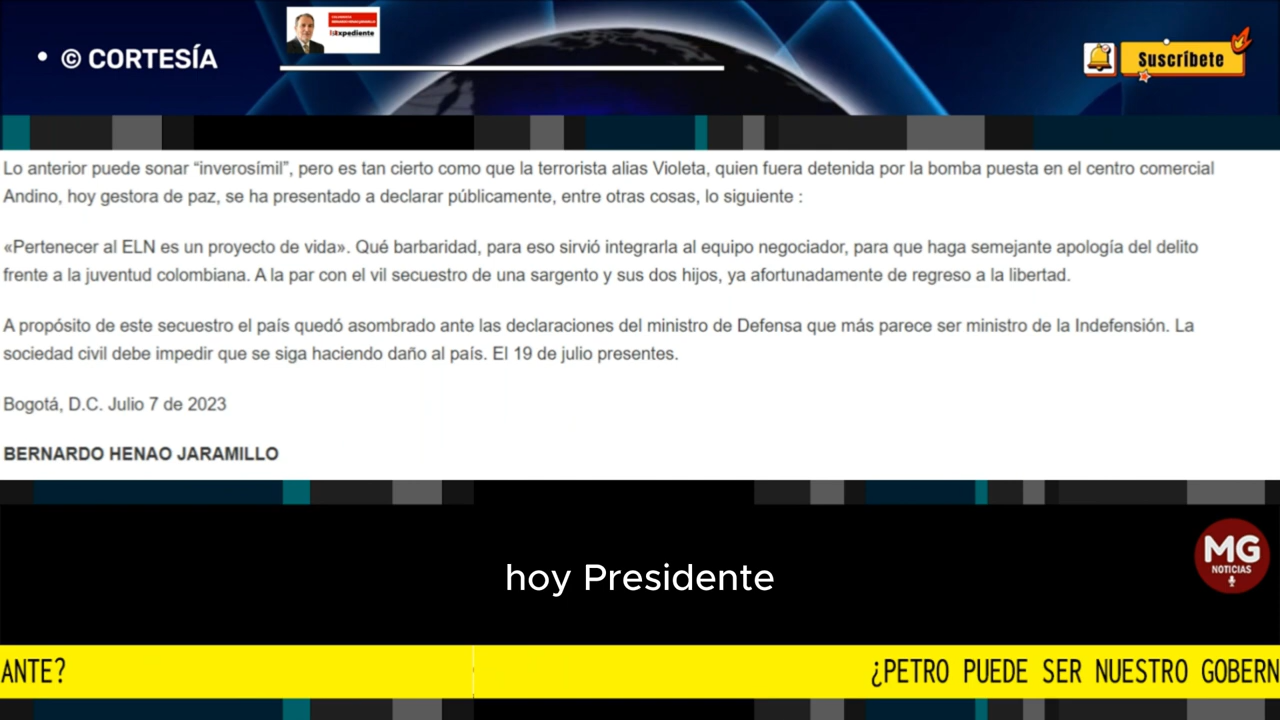 • © CORTESÍA
Suscríbete
Lo anterior puede sonar “inverosímil”, pero es tan cierto como que la terrorista alias Violeta, quien fuera detenida por la bomba puesta en el centro comercial
Andino, hoy gestora de paz, se ha presentado a declarar públicamente, entre otras cosas, lo siguiente :
«Pertenecer al ELN es un proyecto de vida». Qué barbaridad, para eso sirvió integrarla al equipo negociador, para que haga semejante apología del delito
frente a la juventud colombiana. A la par con el vil secuestro de una sargento y sus dos hijos, ya afortunadamente de regreso a la libertad.
A propósito de este secuestro el país quedó asombrado ante las declaraciones del ministro de Defensa que más parece ser ministro de la Indefensión. La
sociedad civil debe impedir que se siga haciendo daño al país. El 19 de julio presentes.
Bogotá, D.C. Julio 7 de 2023
BERNARDO HENAO JARAMILLO
MG
NOTICIAS
hoy Presidente
ANTE? ¿PETRO PUEDE SER NUESTRO GOBERN